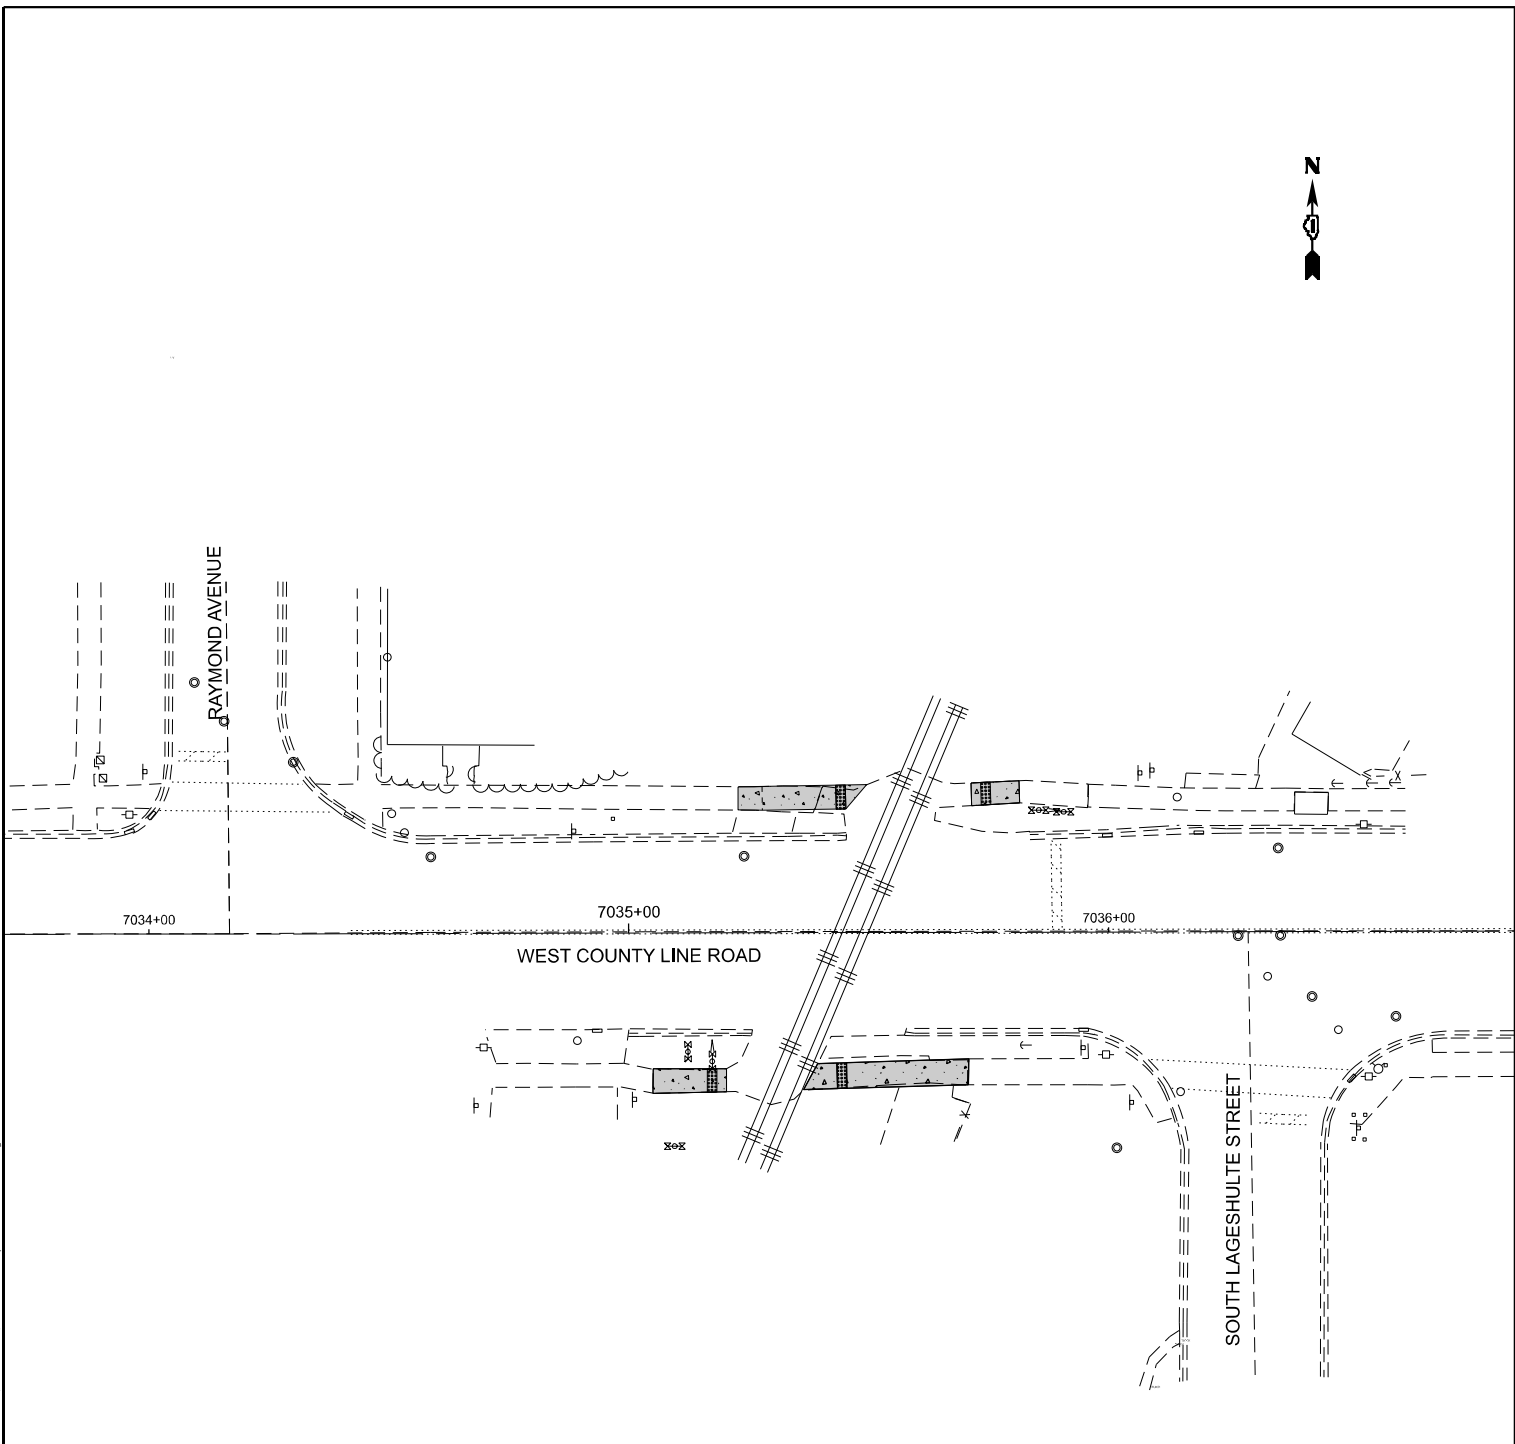 N
RAYMOND AVENUE
7034+00
7035+00
7036+00
WEST COUNTY LINE ROAD
SOUTH LAGESHULTE STREET